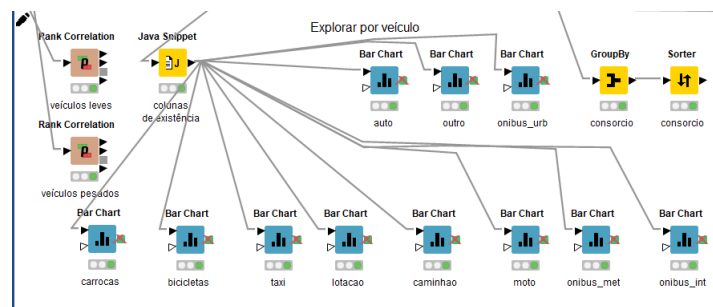 Explorar por veículo
Rank Correlation
Java Snippet
Bar Chart
Bar Chart
Bar Chart
GroupBy
Sorter
J
veículos leves
colunas
de existência
auto
outro
onibus_urb
consorcio
consorcio
Rank Correlation
veículos pesados
Bar Chart
Bar Chart
Bar Chart
Bar Chart
Bar Chart
Bar Chart
Bar Chart
Bar Chart
carrocas
bicicletas
taxi
lotacao
caminhao
moto
onibus_met
onibus_int